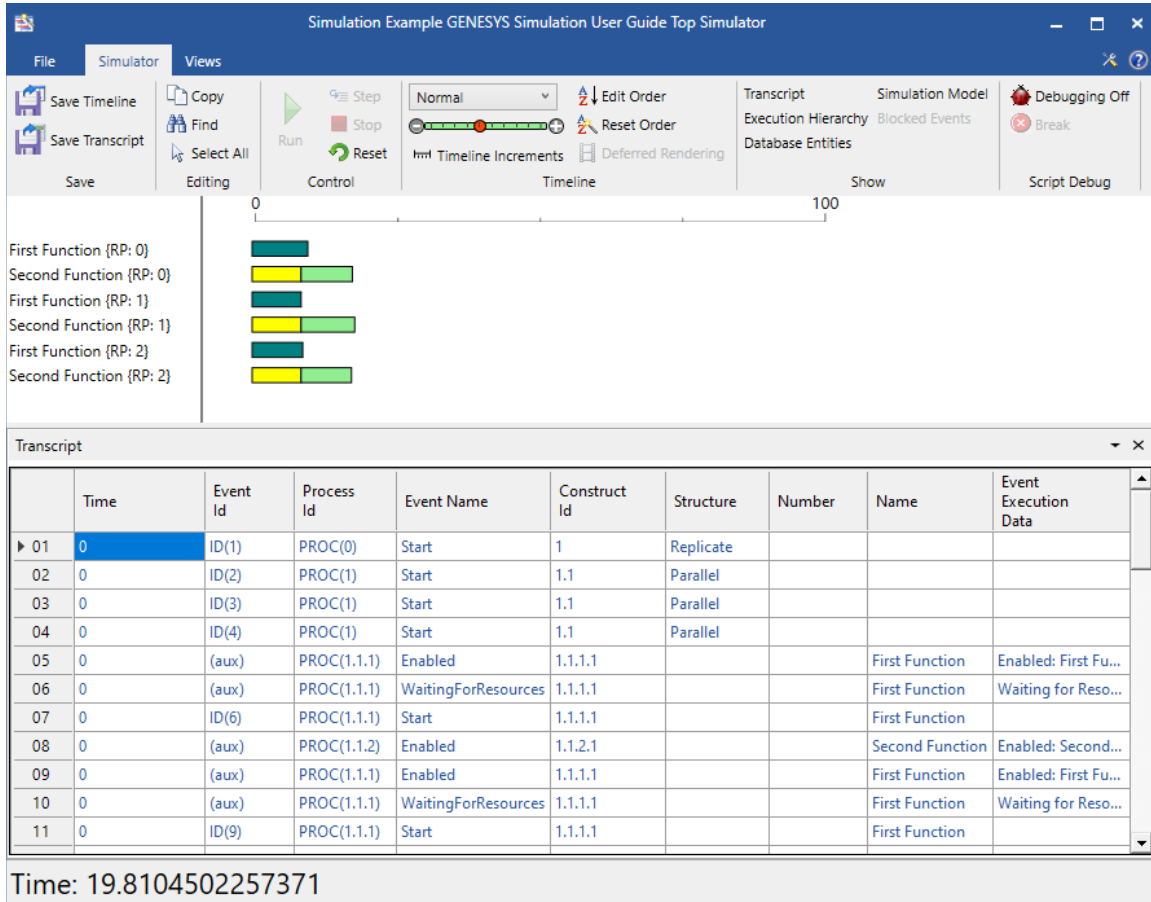 Simulation Example GENESYS Simulation User Guide Top Simulator
File Simulator Views
Save Timeline Copy Run Step Normal Edit Order Transcript Simulation Model Debugging Off
Save Transcript Find Stop Reset Order Execution Hierarchy Blocked Events Break
Select All Reset Timeline Increments Deferred Rendering Database Entities
Save Editing Control Timeline Show Script Debug
0 100
First Function {RP: 0}
Second Function {RP: 0}
First Function {RP: 1}
Second Function {RP: 1}
First Function {RP: 2}
Second Function {RP: 2}
Transcript
Time Event Id Process Id Event Name Construct Id Structure Number Name Event Execution Data
01 0 ID(1) PROC(0) Start 1 Replicate
02 0 ID(2) PROC(1) Start 1.1 Parallel
03 0 ID(3) PROC(1) Start 1.1 Parallel
04 0 ID(4) PROC(1) Start 1.1 Parallel
05 0 (aux) PROC(1.1.1) Enabled 1.1.1.1 First Function Enabled: First Fu...
06 0 (aux) PROC(1.1.1) WaitingForResources 1.1.1.1 First Function Waiting for Reso...
07 0 ID(6) PROC(1.1.1) Start 1.1.1.1 First Function
08 0 (aux) PROC(1.1.2) Enabled 1.1.2.1 Second Function Enabled: Second...
09 0 (aux) PROC(1.1.1) Enabled 1.1.1.1 First Function Enabled: First Fu...
10 0 (aux) PROC(1.1.1) WaitingForResources 1.1.1.1 First Function Waiting for Reso...
11 0 ID(9) PROC(1.1.1) Start 1.1.1.1 First Function
Time: 19.8104502257371